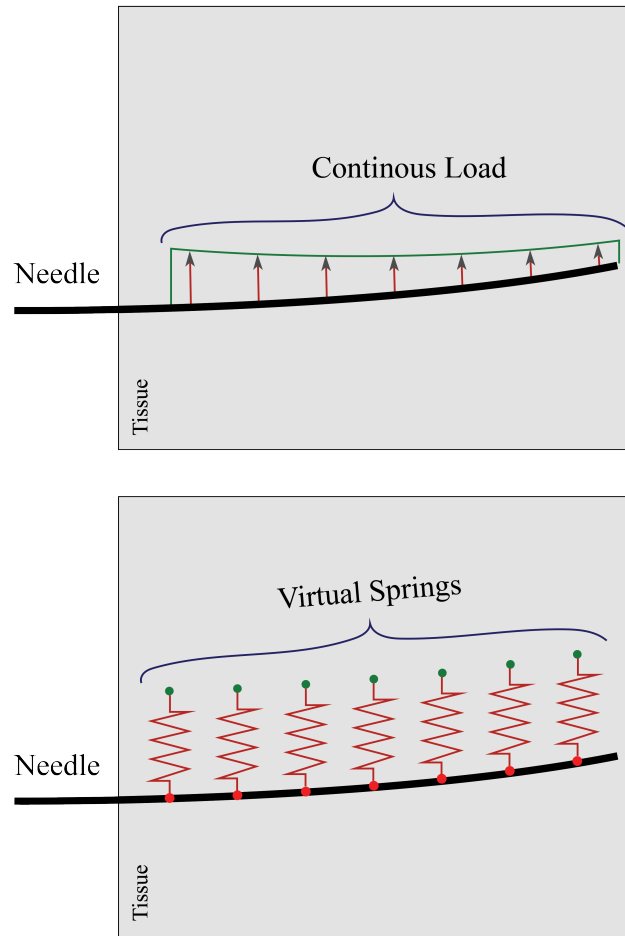 Continous Load
Needle
Tissue
Virtual Springs
Needle
Tissue